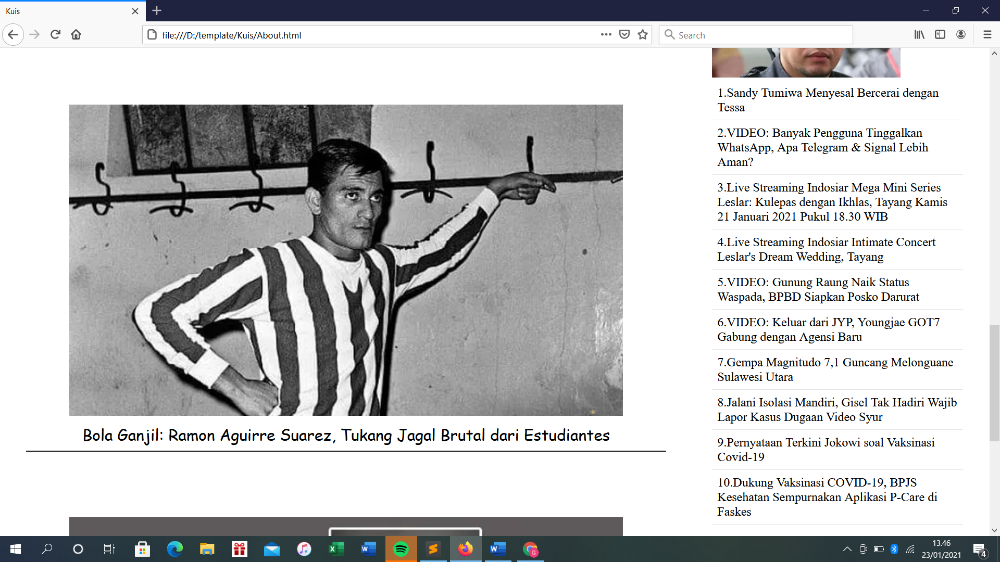 Kuis
file:///D:/template/Kuis/About.html
Search
1.Sandy Tumiwa Menyesal Bercerai dengan
Tessa
2.VIDEO: Banyak Pengguna Tinggalkan
WhatsApp, Apa Telegram & Signal Lebih
Aman?
3.Live Streaming Indosiar Mega Mini Series
Leslar: Kulepas dengan Ikhlas, Tayang Kamis
21 Januari 2021 Pukul 18.30 WIB
4.Live Streaming Indosiar Intimate Concert
Leslar's Dream Wedding, Tayang
5.VIDEO: Gunung Raung Naik Status
Waspada, BPBD Siapkan Posko Darurat
6.VIDEO: Keluar dari JYP, Youngjae GOT7
Gabung dengan Agensi Baru
7.Gempa Magnitudo 7,1 Guncang Melonguane
Sulawesi Utara
8.Jalani Isolasi Mandiri, Gisel Tak Hadiri Wajib
Lapor Kasus Dugaan Video Syur
9.Pernyataan Terkini Jokowi soal Vaksinasi
Covid-19
10.Dukung Vaksinasi COVID-19, BPJS
Kesehatan Sempurnakan Aplikasi P-Care di
Faskes
Bola Ganjil: Ramon Aguirre Suarez, Tukang Jagal Brutal dari Estudiantes
13.46
23/01/2021
4